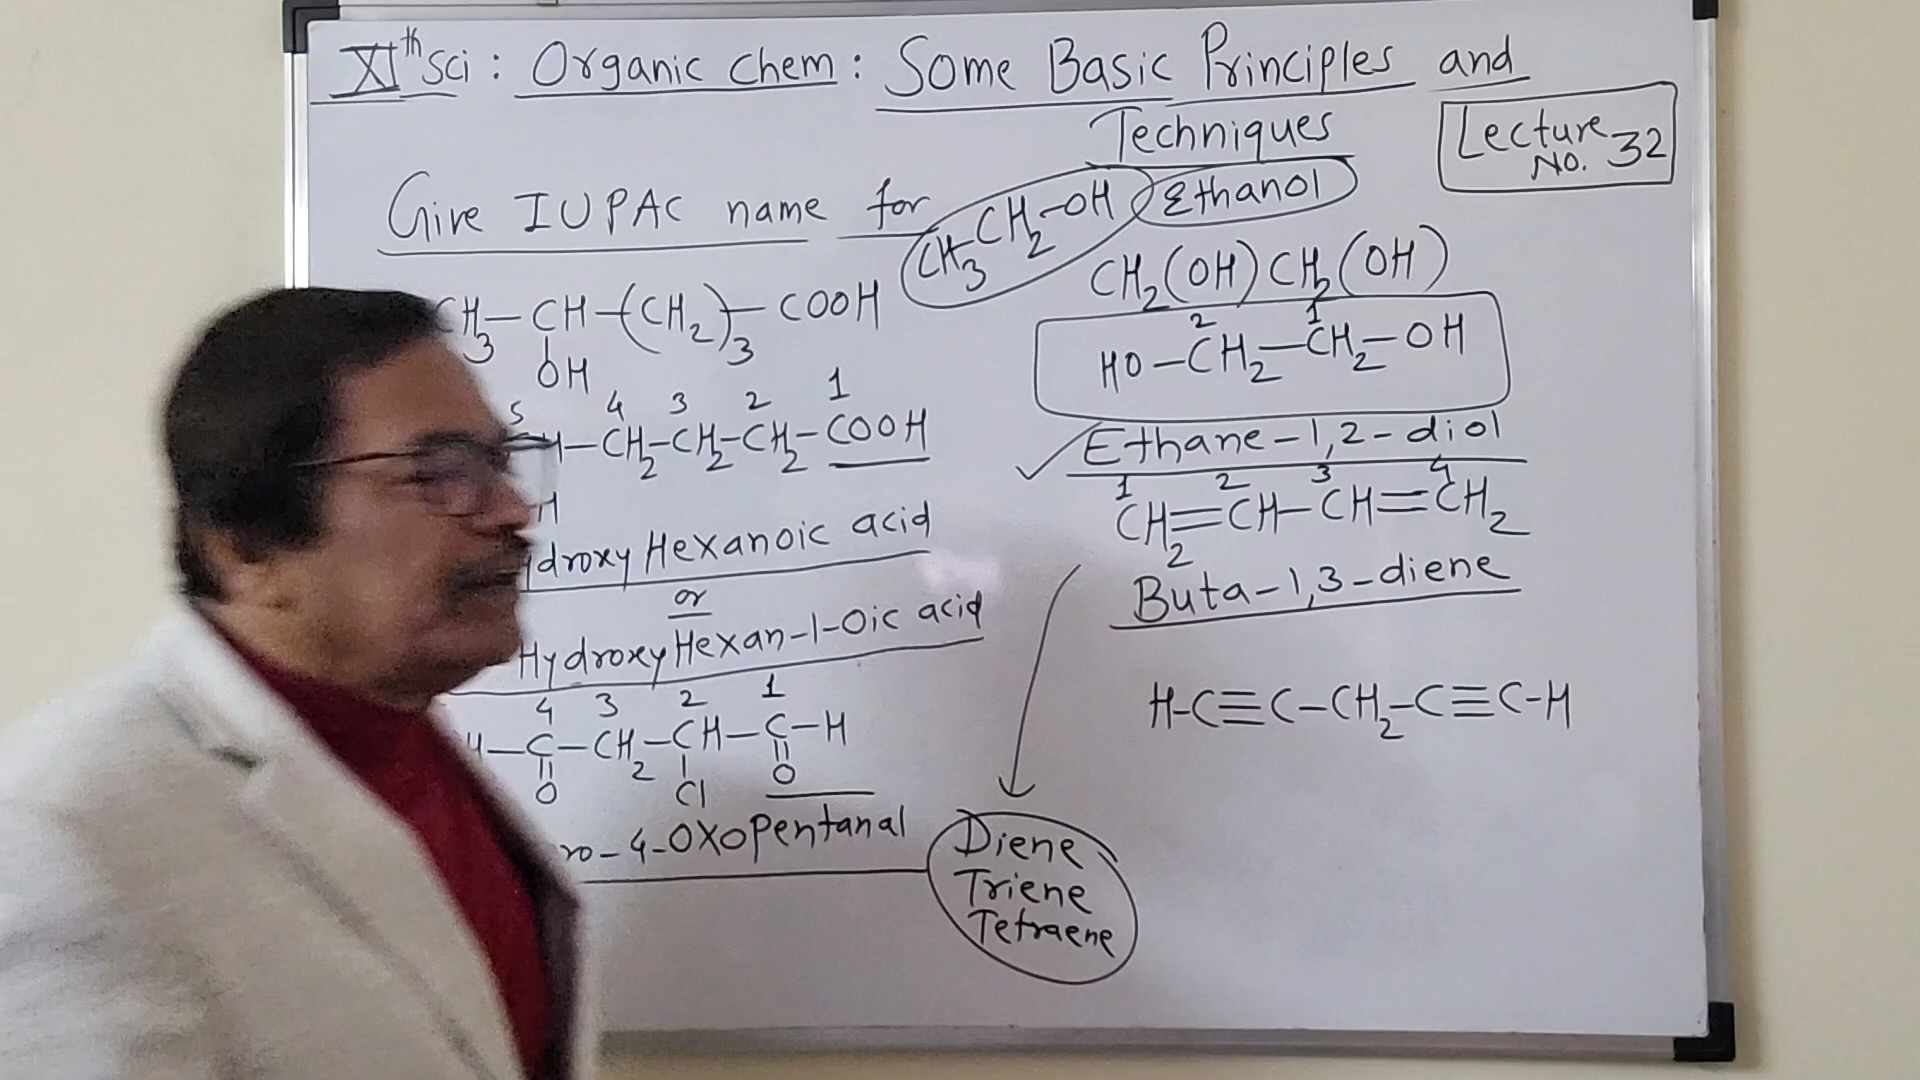 XIth Sci : Organic Chem : Some Basic Principles and
Techniques
Lecture
No. 32
Give IUPAC name for
CH3CH2-OH Ethanol
CH3-CH-(CH2)3-COOH
OH
5 4 3 2 1
-CH2-CH2-CH2-COOH
H
droxy Hexanoic acid
or
Hydroxy Hexan-1-Oic acid
4 3 2 1
-C-CH2-CH-C-H
O Cl O
ro-4-Oxopentanal
CH2(OH)CH2(OH)
2 1
HO-CH2-CH2-OH
Ethane-1,2-diol
1 2 3 4
CH2=CH-CH=CH2
Buta-1,3-diene
H-C≡C-CH2-C≡C-H
Diene
Triene
Tetraene